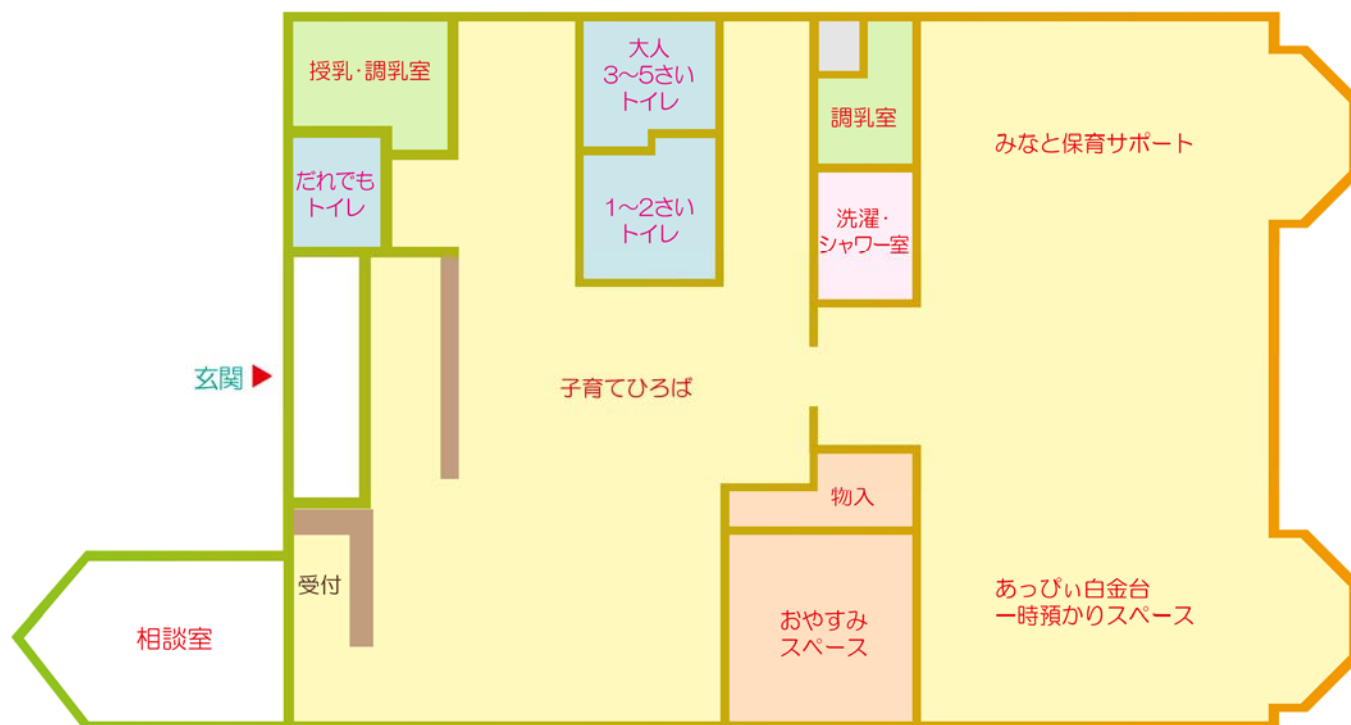 授乳・調乳室
大人
3〜5さい
トイレ
調乳室
みなと保育サポート
だれでも
トイレ
1〜2さい
トイレ
洗濯・
シャワー室
玄関
子育てひろば
物入
受付
相談室
おやすみ
スペース
あっぴぃ白金台
一時預かりスペース